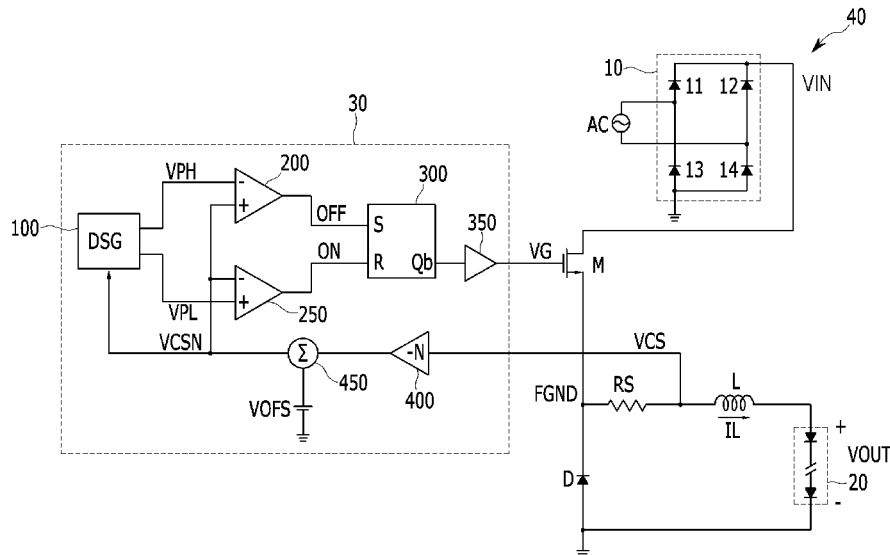 40
10
11 12
VIN
AC
13 14
30
VPH
200
-
+
OFF
300
S
100
DSG
350
ON
R
Qb
VG
M
-
+
VPL
250
VCSN
VCS
-N
Σ
450
400
VOFS
FGND
RS
L
IL
+
VOUT
D
20
-